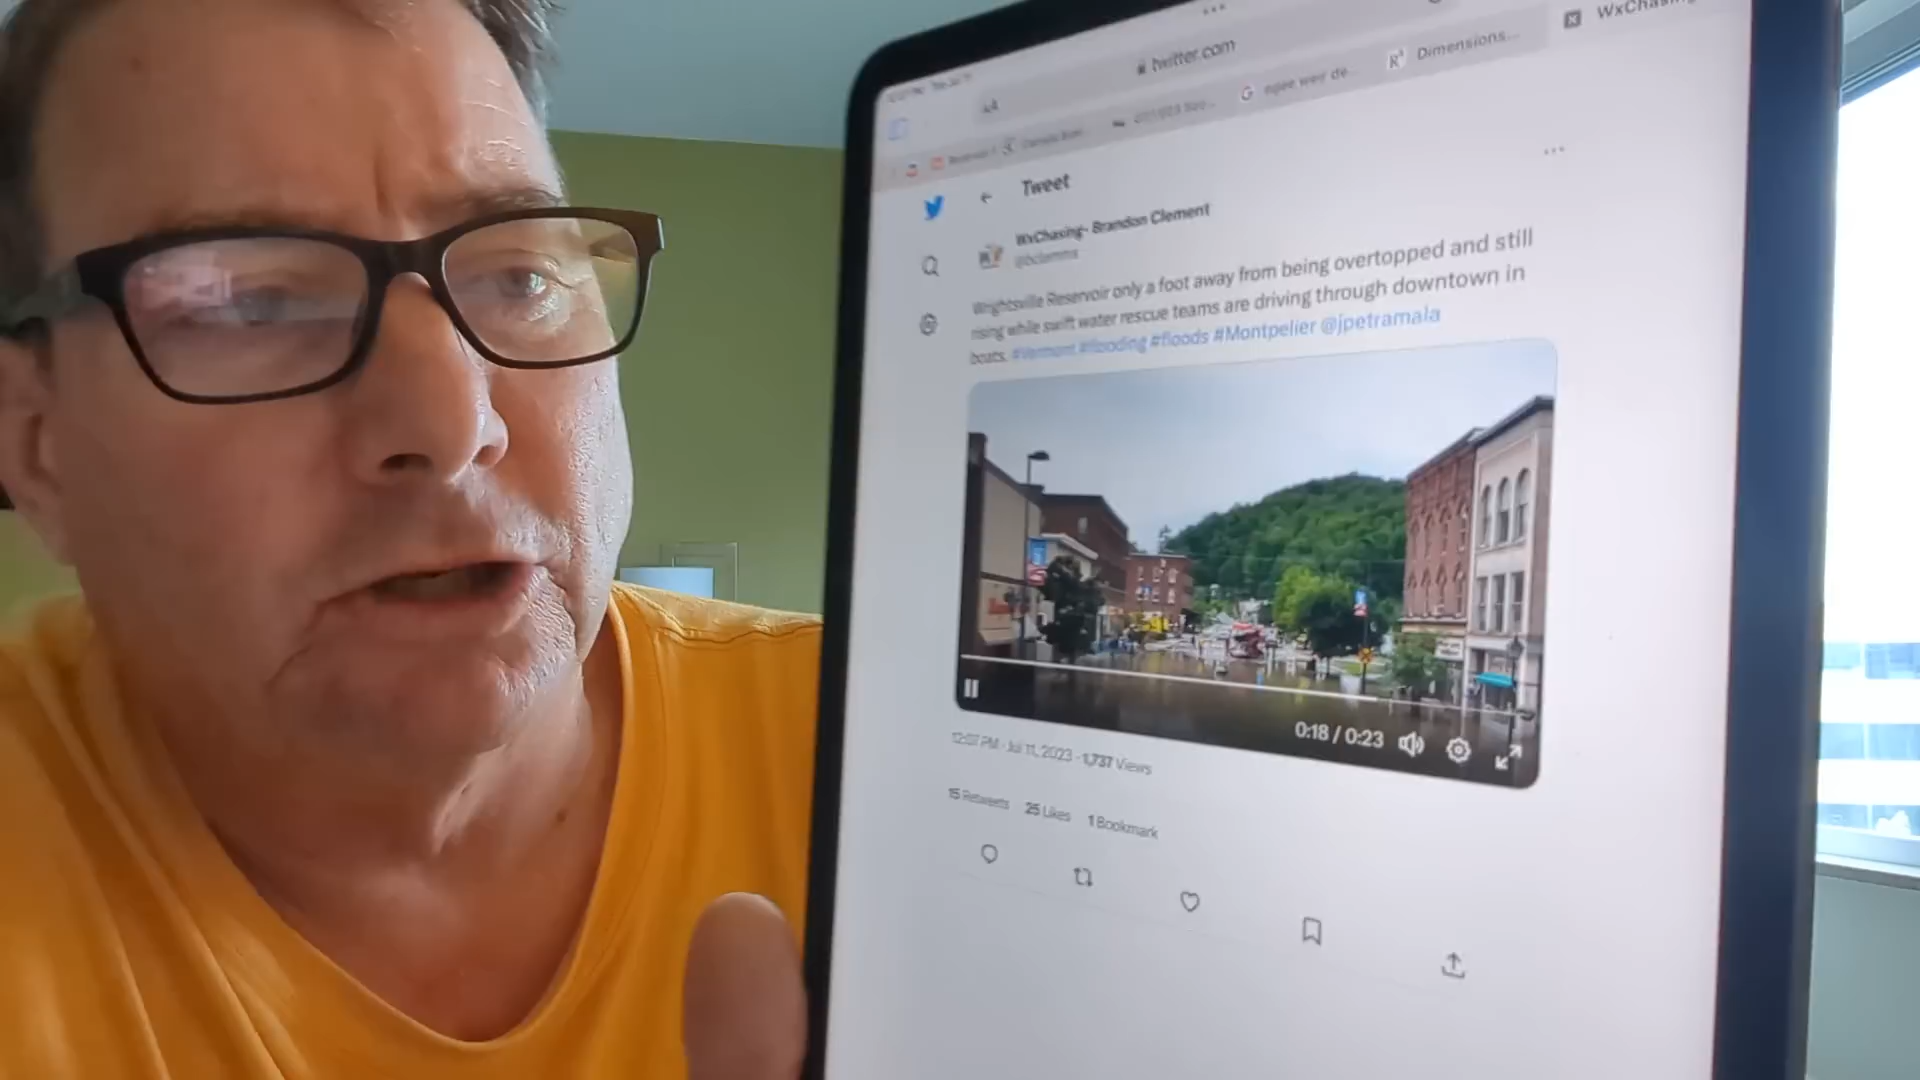 twitter.com
WxChasing
Dimensions...
Tweet
WxChasing- Brandon Clement
Wrightsville Reservoir only a foot away from being overtopped and still
rising while swift water rescue teams are driving through downtown in
boats. #Vermont #flooding #floods #Montpelier @jpetramala
0:18 / 0:23
12:07 PM · Jul 11, 2023 · 1,737 Views
15 Retweets 25 Likes 1 Bookmark